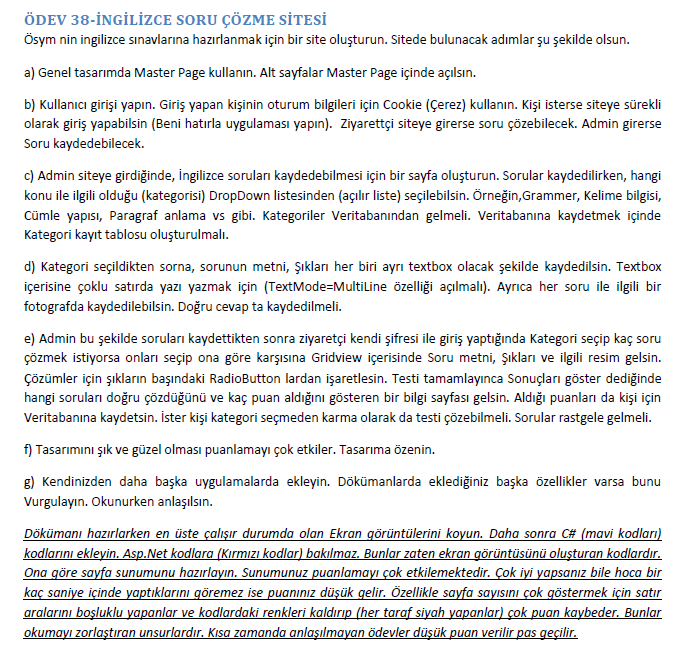 ÖDEV 38-İNGİLİZCE SORU ÇÖZME SİTESİ
Ösym nin ingilizce sınavlarına hazırlanmak için bir site oluşturun. Sitede bulunacak adımlar şu şekilde olsun.
a) Genel tasarımda Master Page kullanın. Alt sayfalar Master Page içinde açılsın.
b) Kullanıcı girişi yapın. Giriş yapan kişinin oturum bilgileri için Cookie (Çerez) kullanın. Kişi isterse siteye sürekli
olarak giriş yapabilsin (Beni hatırla uygulaması yapın). Ziyarettçi siteye girerse soru çözebilecek. Admin girerse
Soru kaydedebilecek.
c) Admin siteye girdiğinde, İngilizce soruları kaydedebilmesi için bir sayfa oluşturun. Sorular kaydedilirken, hangi
konu ile ilgili olduğu (kategorisi) DropDown listesinden (açılır liste) seçilebilsin. Örneğin,Grammer, Kelime bilgisi,
Cümle yapısı, Paragraf anlama vs gibi. Kategoriler Veritabanından gelmeli. Veritabanına kaydetmek içinde
Kategori kayıt tablosu oluşturulmalı.
d) Kategori seçildikten sorna, sorunun metni, Şıkları her biri ayrı textbox olacak şekilde kaydedilsin. Textbox
içerisine çoklu satırda yazı yazmak için (TextMode=MultiLine özelliği açılmalı). Ayrıca her soru ile ilgili bir
fotografda kaydedilebilsin. Doğru cevap ta kaydedilmeli.
e) Admin bu şekilde soruları kaydettikten sonra ziyaretçi kendi şifresi ile giriş yaptığında Kategori seçip kaç soru
çözmek istiyorsa onları seçip ona göre karşısına Gridview içerisinde Soru metni, Şıkları ve ilgili resim gelsin.
Çözümler için şıkların başındaki RadioButton lardan işaretlesin. Testi tamamlayınca Sonuçları göster dediğinde
hangi soruları doğru çözdüğünü ve kaç puan aldığını gösteren bir bilgi sayfası gelsin. Aldığı puanları da kişi için
Veritabanına kaydetsin. İster kişi kategori seçmeden karma olarak da testi çözebilmeli. Sorular rastgele gelmeli.
f) Tasarımını şık ve güzel olması puanlamayı çok etkiler. Tasarıma özenin.
g) Kendinizden daha başka uygulamalarda ekleyin. Dökümanlarda eklediğiniz başka özellikler varsa bunu
Vurgulayın. Okunurken anlaşılsın.
Dökümanı hazırlarken en üste çalışır durumda olan Ekran görüntülerini koyun. Daha sonra C# (mavi kodları)
kodlarını ekleyin. Asp.Net kodlara (Kırmızı kodlar) bakılmaz. Bunlar zaten ekran görüntüsünü oluşturan kodlardır.
Ona göre sayfa sunumunu hazırlayın. Sunumunuz puanlamayı çok etkilemektedir. Çok iyi yapsanız bile hoca bir
kaç saniye içinde yaptıklarını göremez ise puanınız düşük gelir. Özellikle sayfa sayısını çok göstermek için satır
aralarını boşluklu yapanlar ve kodlardaki renkleri kaldırıp (her taraf siyah yapanlar) çok puan kaybeder. Bunlar
okumayı zorlaştıran unsurlardır. Kısa zamanda anlaşılmayan ödevler düşük puan verilir pas geçilir.